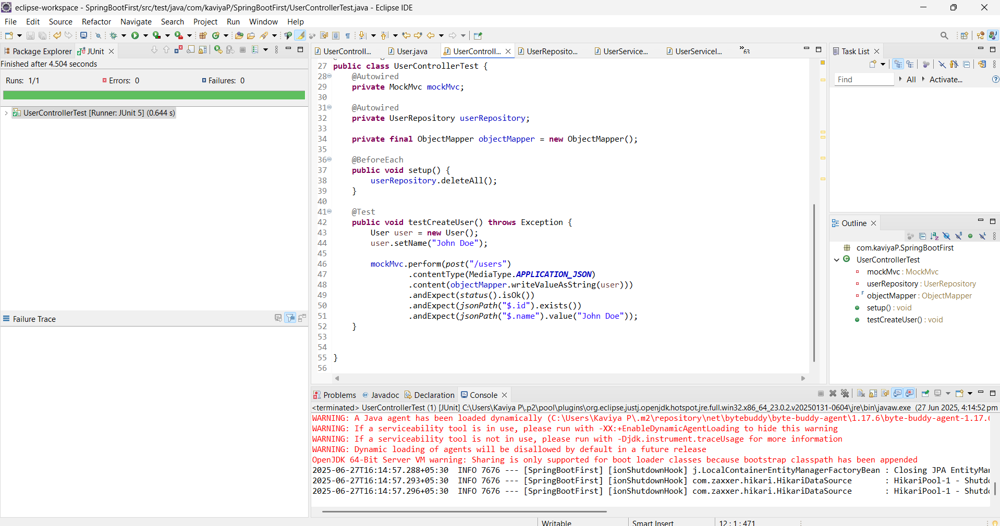 eclipse-workspace - SpringBootFirst/src/test/java/com/kaviyaP/SpringBootFirst/UserControllerTest.java - Eclipse IDE
File Edit Source Refactor Navigate Search Project Run Window Help
Package Explorer JUnit
Finished after 4.504 seconds
Runs: 1/1 Errors: 0 Failures: 0
UserControllerTest [Runner: JUnit 5] (0.644 s)
Failure Trace
UserControll... User.java UserControll... UserReposito... UserService... UserServiceI... »63
27 public class UserControllerTest {
28 @Autowired
29 private MockMvc mockMvc;
30
31 @Autowired
32 private UserRepository userRepository;
33
34 private final ObjectMapper objectMapper = new ObjectMapper();
35
36 @BeforeEach
37 public void setup() {
38 userRepository.deleteAll();
39 }
40
41 @Test
42 public void testCreateUser() throws Exception {
43 User user = new User();
44 user.setName("John Doe");
45
46 mockMvc.perform(post("/users")
47 .contentType(MediaType.APPLICATION_JSON)
48 .content(objectMapper.writeValueAsString(user)))
49 .andExpect(status().isOk())
50 .andExpect(jsonPath("$.id").exists())
51 .andExpect(jsonPath("$.name").value("John Doe"));
52 }
53
54
55 }
56
Task List
Find All Activate...
Outline
com.kaviyaP.SpringBootFirst
UserControllerTest
mockMvc : MockMvc
userRepository : UserRepository
objectMapper : ObjectMapper
setup() : void
testCreateUser() : void
Problems Javadoc Declaration Console
<terminated> UserControllerTest (1) [JUnit] C:\Users\Kaviya P\.p2\pool\plugins\org.eclipse.justj.openjdk.hotspot.jre.full.win32.x86_64_23.0.2.v20250131-0604\jre\bin\javaw.exe (27 Jun 2025, 4:14:52 pm
WARNING: A Java agent has been loaded dynamically (C:\Users\Kaviya P\.m2\repository\net\bytebuddy\byte-buddy-agent\1.17.6\byte-buddy-agent-1.17.6
WARNING: If a serviceability tool is in use, please run with -XX:+EnableDynamicAgentLoading to hide this warning
WARNING: If a serviceability tool is not in use, please run with -Djdk.instrument.traceUsage for more information
WARNING: Dynamic loading of agents will be disallowed by default in a future release
OpenJDK 64-Bit Server VM warning: Sharing is only supported for boot loader classes because bootstrap classpath has been appended
2025-06-27T16:14:57.288+05:30 INFO 7676 --- [SpringBootFirst] [ionShutdownHook] j.LocalContainerEntityManagerFactoryBean : Closing JPA EntityMan
2025-06-27T16:14:57.293+05:30 INFO 7676 --- [SpringBootFirst] [ionShutdownHook] com.zaxxer.hikari.HikariDataSource : HikariPool-1 - Shutdo
2025-06-27T16:14:57.296+05:30 INFO 7676 --- [SpringBootFirst] [ionShutdownHook] com.zaxxer.hikari.HikariDataSource : HikariPool-1 - Shutdo
Writable Smart Insert 12 : 1 : 471